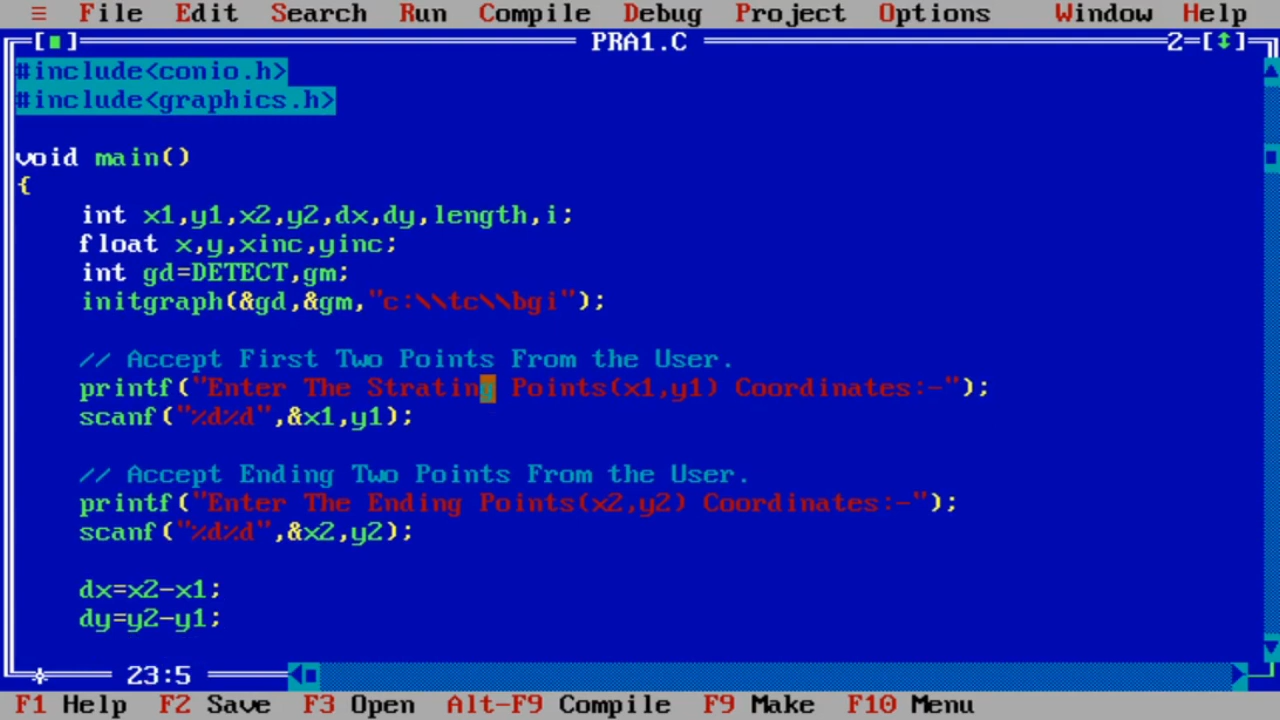 ≡ File Edit Search Run Compile Debug Project Options Window Help
[■] PRA1.C 2=[↕]
#include<conio.h>
#include<graphics.h>
void main()
{
int x1,y1,x2,y2,dx,dy,length,i;
float x,y,xinc,yinc;
int gd=DETECT,gm;
initgraph(&gd,&gm,"c:\\tc\\bgi");
// Accept First Two Points From the User.
printf("Enter The Strating Points(x1,y1) Coordinates:-");
scanf("%d%d",&x1,y1);
// Accept Ending Two Points From the User.
printf("Enter The Ending Points(x2,y2) Coordinates:-");
scanf("%d%d",&x2,y2);
dx=x2-x1;
dy=y2-y1;
23:5
F1 Help F2 Save F3 Open Alt-F9 Compile F9 Make F10 Menu